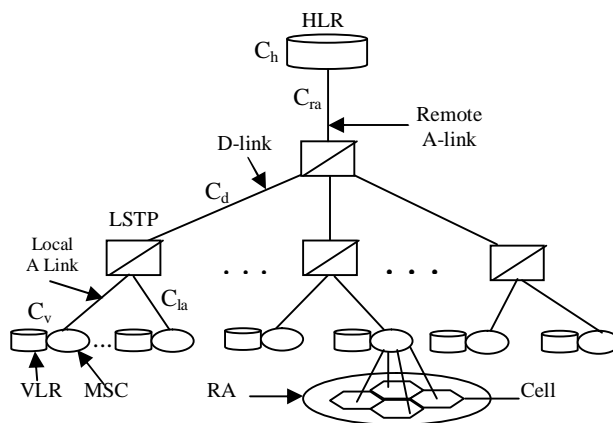 HLR
C_h
C_ra
Remote
A-link
D-link
C_d
LSTP
Local
A Link
. . .
. . .
C_v
C_la
...
VLR
MSC
RA
Cell